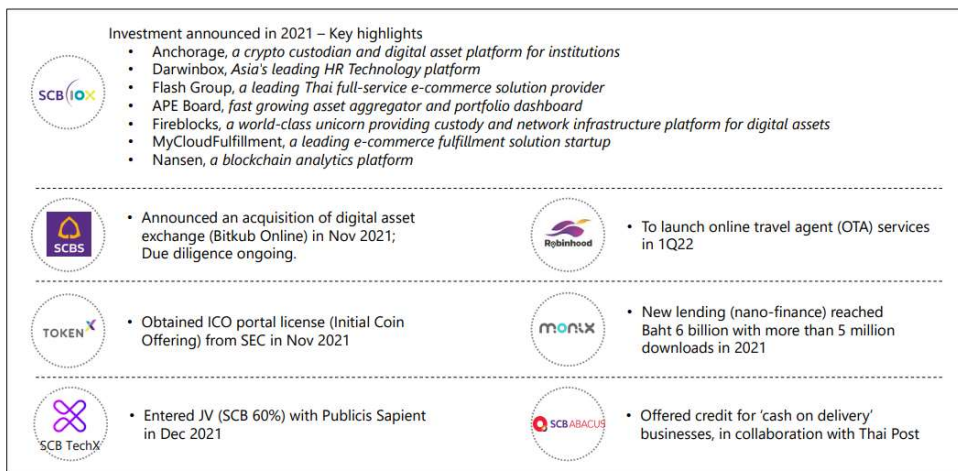 Investment announced in 2021 – Key highlights
SCB 10X
• Anchorage, a crypto custodian and digital asset platform for institutions
• Darwinbox, Asia's leading HR Technology platform
• Flash Group, a leading Thai full-service e-commerce solution provider
• APE Board, fast growing asset aggregator and portfolio dashboard
• Fireblocks, a world-class unicorn providing custody and network infrastructure platform for digital assets
• MyCloudFulfillment, a leading e-commerce fulfillment solution startup
• Nansen, a blockchain analytics platform
SCBS
• Announced an acquisition of digital asset
exchange (Bitkub Online) in Nov 2021;
Due diligence ongoing.
Robinhood
• To launch online travel agent (OTA) services
in 1Q22
TOKEN X
• Obtained ICO portal license (Initial Coin
Offering) from SEC in Nov 2021
monix
• New lending (nano-finance) reached
Baht 6 billion with more than 5 million
downloads in 2021
SCB TechX
• Entered JV (SCB 60%) with Publicis Sapient
in Dec 2021
SCB ABACUS
• Offered credit for ‘cash on delivery’
businesses, in collaboration with Thai Post